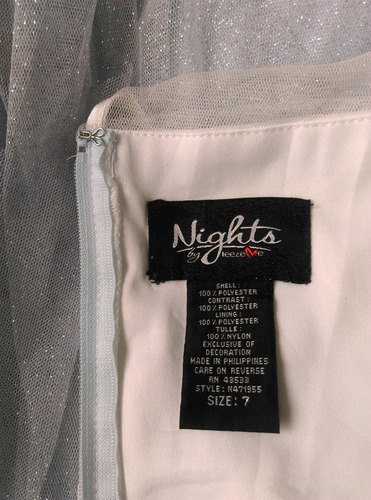 Nights
by TeezeMe
SHELL:
100% POLYESTER
CONTRAST:
100% POLYESTER
LINING:
100% POLYESTER
TULLE:
100% NYLON
EXCLUSIVE OF
DECORATION
MADE IN PHILIPPINES
CARE ON REVERSE
RN 48533
STYLE: N471955
SIZE: 7